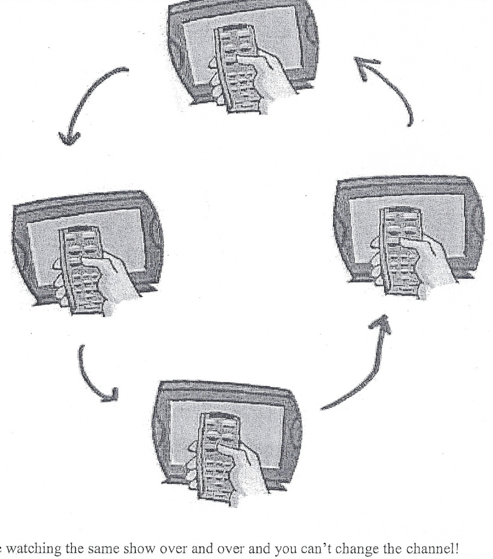 watching the same show over and over and you can't change the channel!